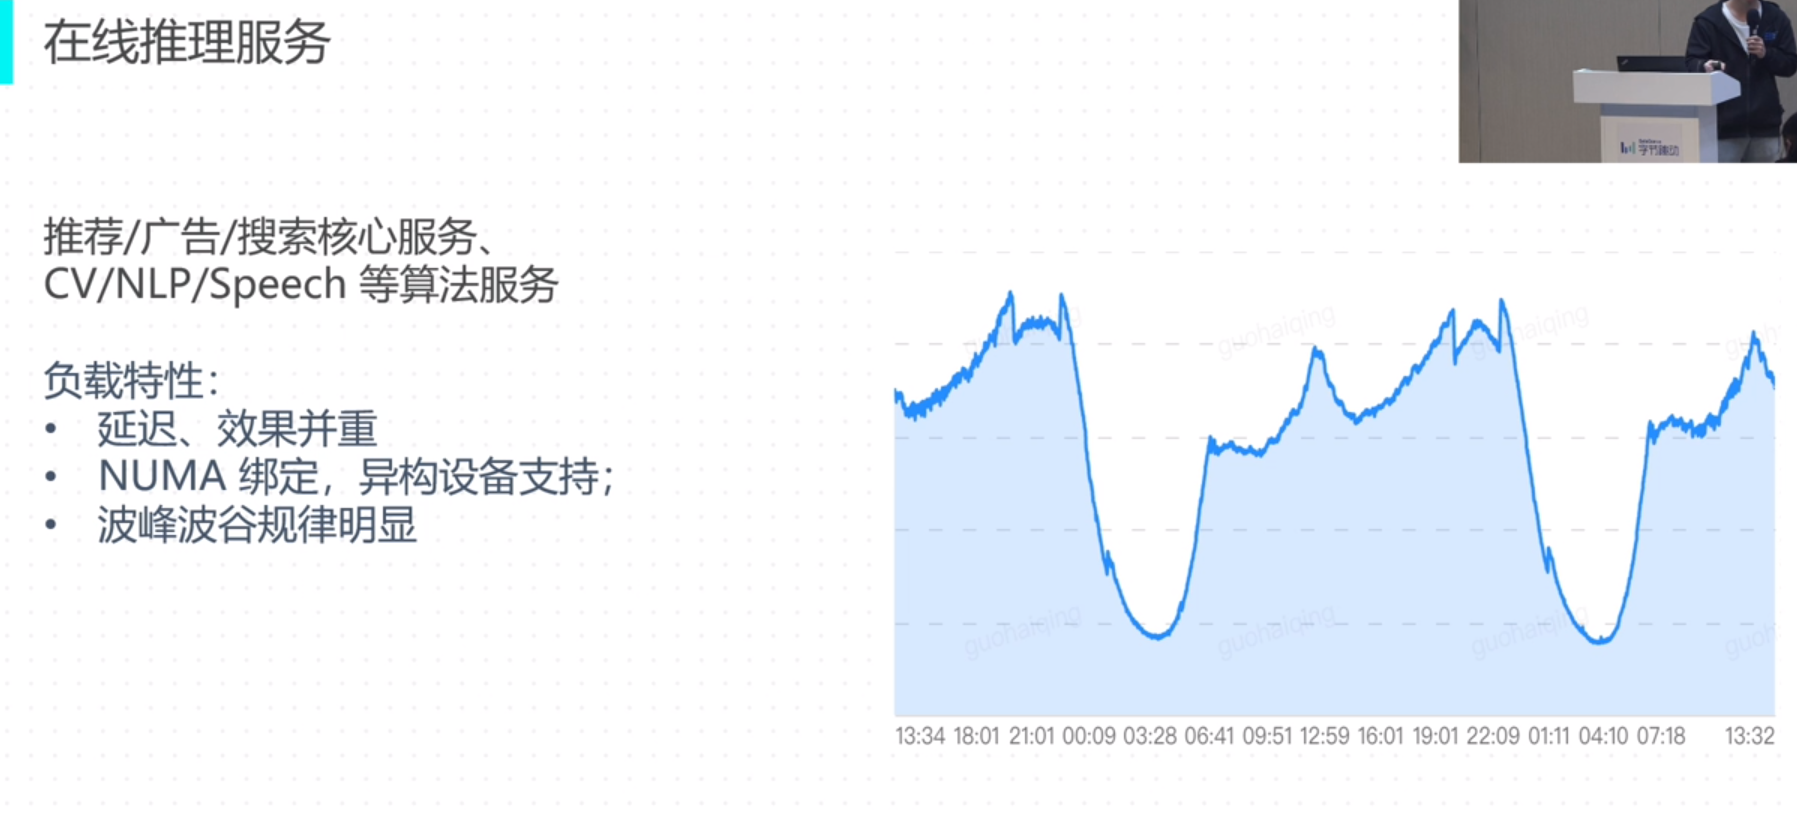 在线推理服务
字节跳动
推荐/广告/搜索核心服务、
CV/NLP/Speech 等算法服务
负载特性：
• 延迟、效果并重
• NUMA 绑定，异构设备支持；
• 波峰波谷规律明显
guohaiqing
guohaiqing
guohaiqing
guohaiqing
guohaiqing
13:34 18:01 21:01 00:09 03:28 06:41 09:51 12:59 16:01 19:01 22:09 01:11 04:10 07:18 13:32